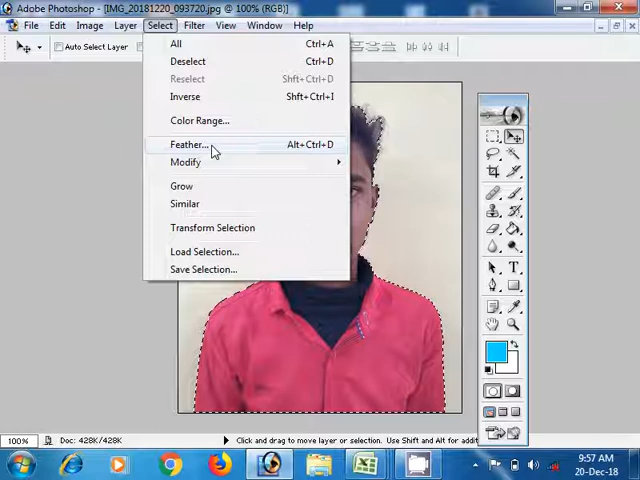 Adobe Photoshop - [IMG_20181220_093720.jpg @ 100% (RGB)]
File Edit Image Layer Select Filter View Window Help
Auto Select Layer
All Ctrl+A
Deselect Ctrl+D
Reselect Shft+Ctrl+D
Inverse Shft+Ctrl+I
Color Range...
Feather... Alt+Ctrl+D
Modify
Grow
Similar
Transform Selection
Load Selection...
Save Selection...
T
100% Doc: 428K/428K Click and drag to move layer or selection. Use Shift and Alt for addit
9:57 AM
20-Dec-18